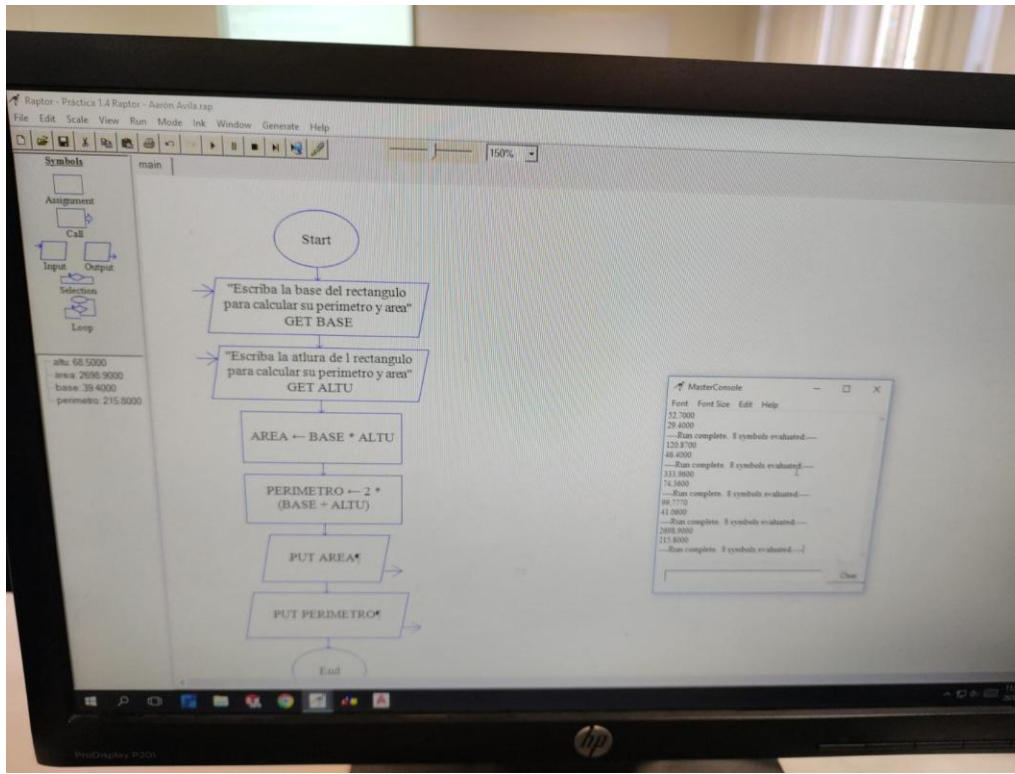 Raptor - Práctica 1.4 Raptor - Aaron Avila.rap
File Edit Scale View Run Mode Ink Window Generate Help
150%
Symbols
Assignment
Call
Input Output
Selection
Loop
main
altu: 68.5000
area: 2698.9000
base: 39.4000
perimetro: 215.8000
Start
"Escriba la base del rectangulo
para calcular su perimetro y area"
GET BASE
"Escriba la atlura de l rectangulo
para calcular su perimetro y area"
GET ALTU
AREA ← BASE * ALTU
PERIMETRO ← 2 *
(BASE + ALTU)
PUT AREA¶
PUT PERIMETRO¶
End
MasterConsole
Font Font Size Edit Help
52.7000
29.4000
----Run complete. 8 symbols evaluated.----
120.8700
46.4000
----Run complete. 8 symbols evaluated.----
333.9600
74.3600
----Run complete. 8 symbols evaluated.----
99.7770
41.0600
----Run complete. 8 symbols evaluated.----
2698.9000
215.8000
----Run complete. 8 symbols evaluated.----
Clear
hp
ProDisplay P201